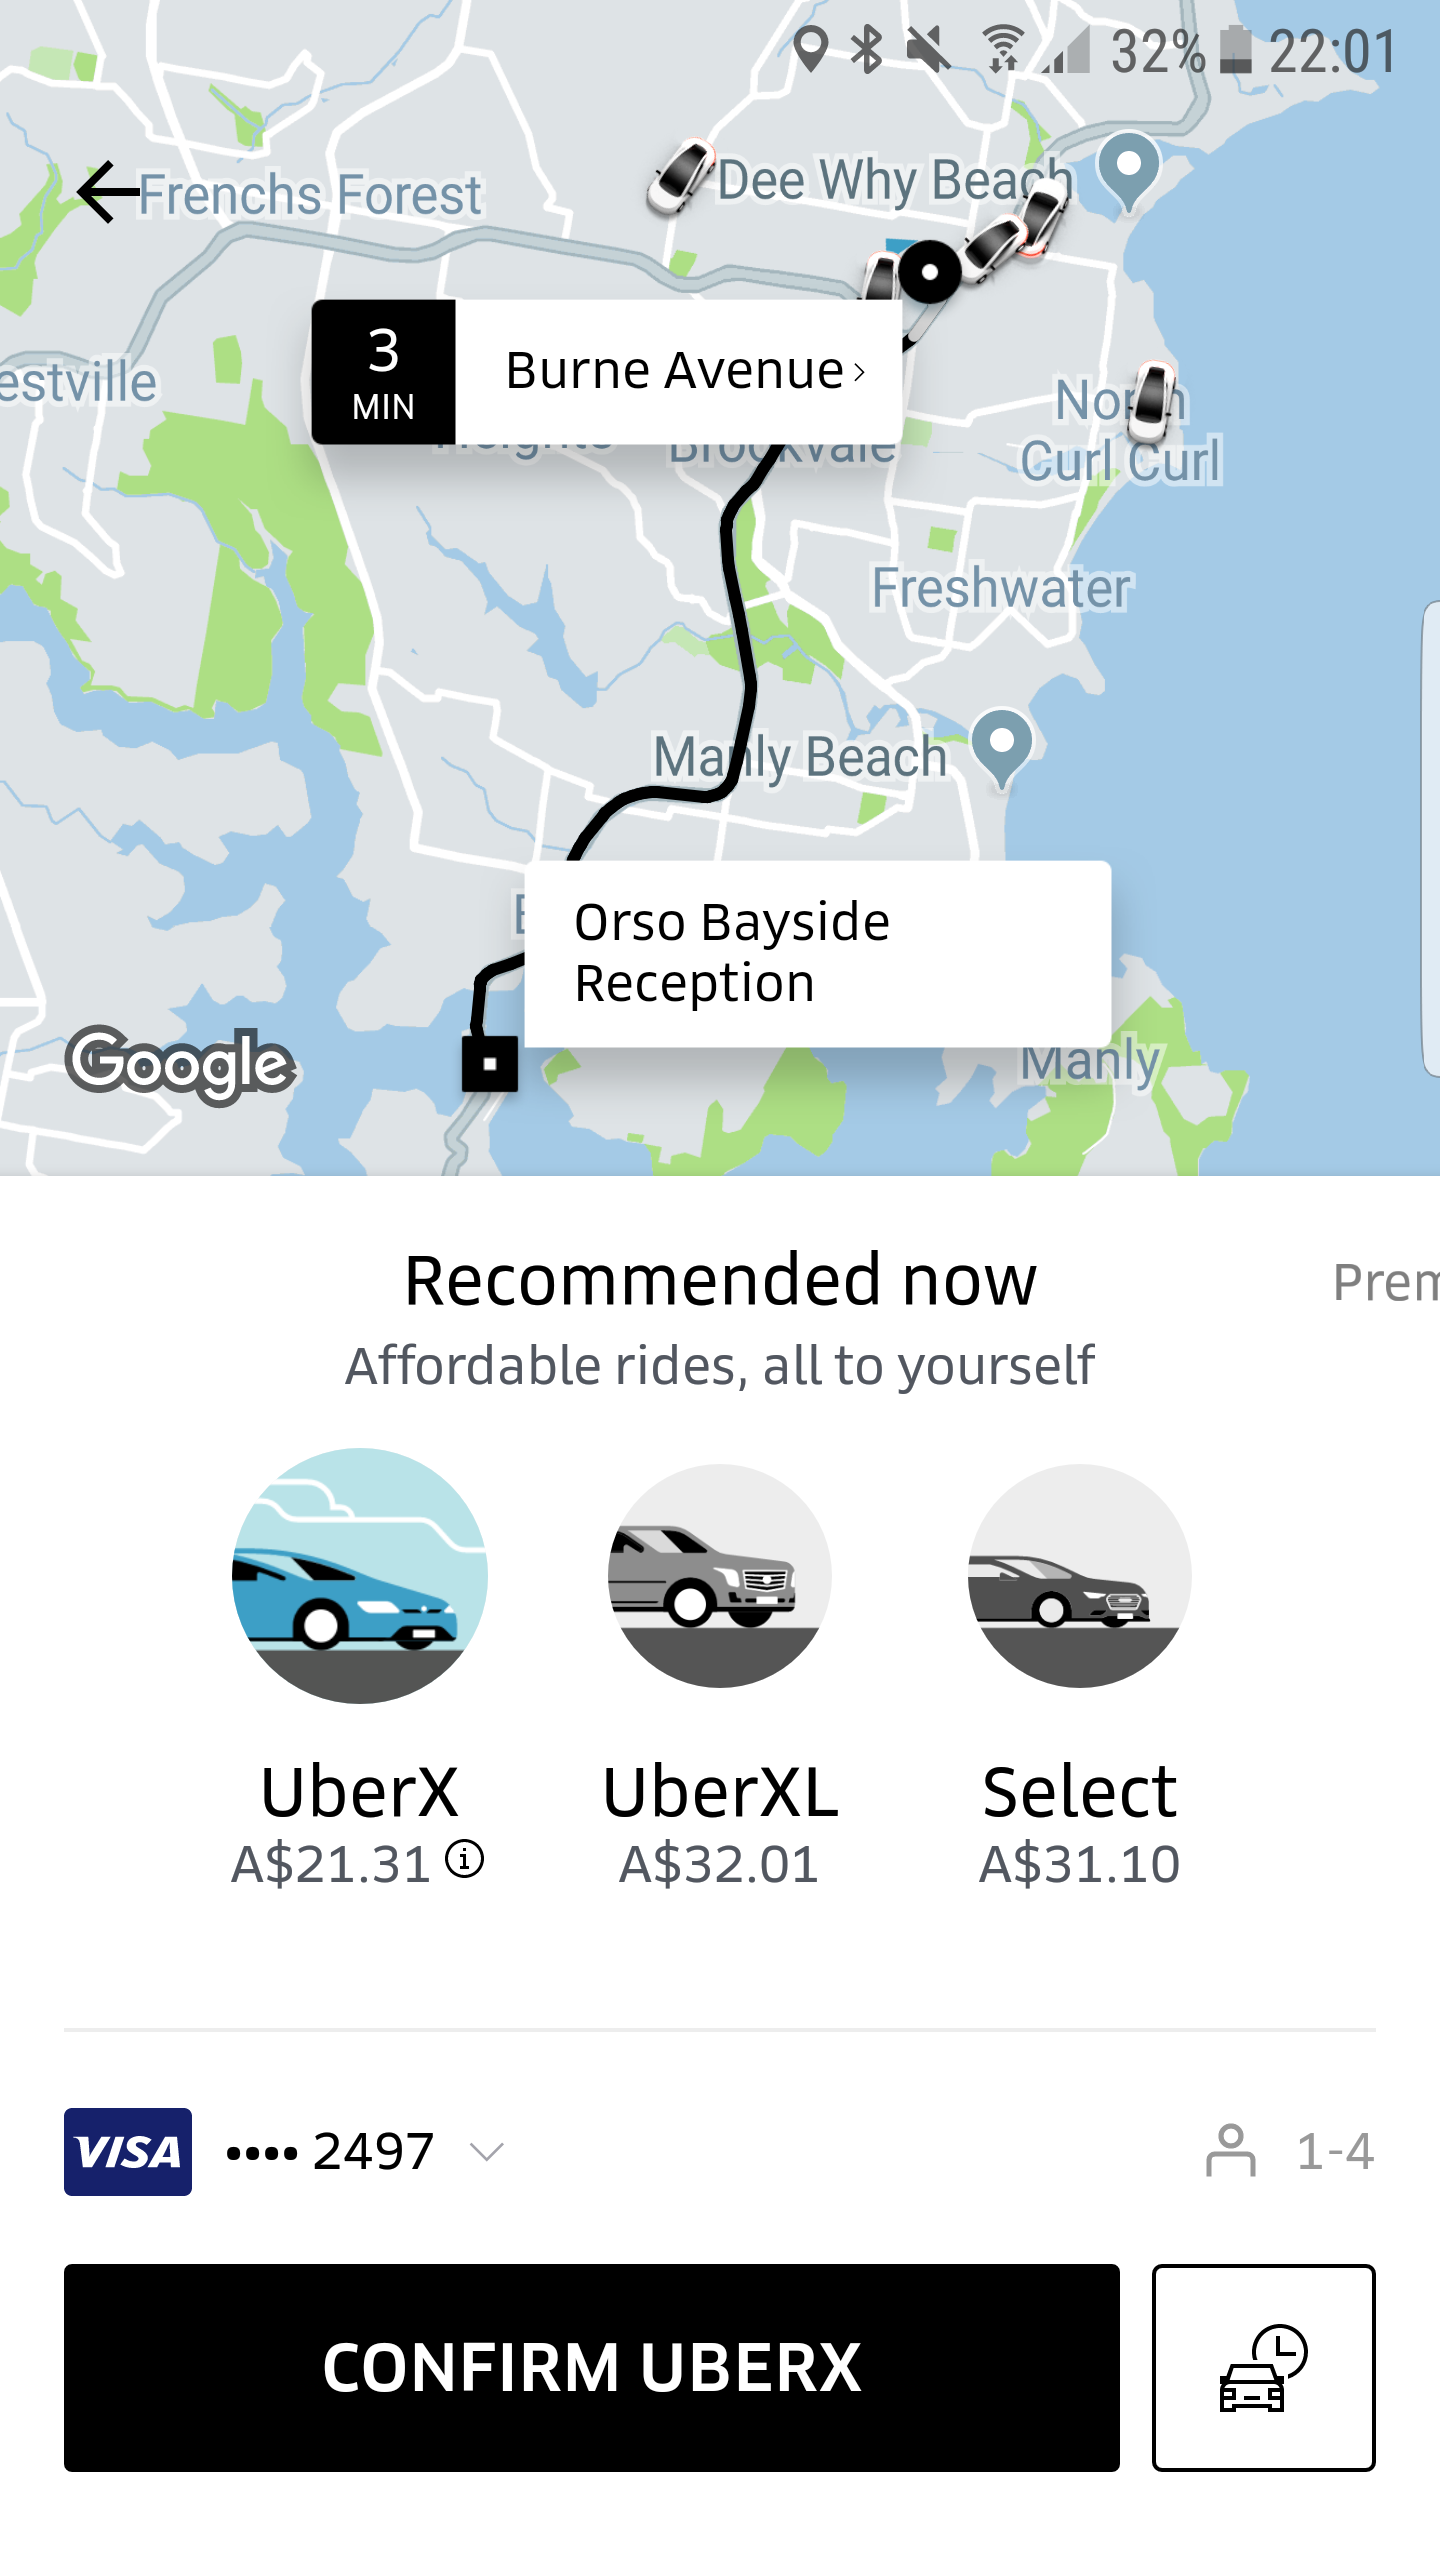 32% 22:01
Dee Why Beach
Frenchs Forest
3
MIN
Burne Avenue
estville
North
Curl Curl
Heights
Brookvale
Freshwater
Manly Beach
Orso Bayside
Reception
Manly
Google
Recommended now
Prem
Affordable rides, all to yourself
UberX
UberXL
Select
A$21.31
A$32.01
A$31.10
VISA •••• 2497
1-4
CONFIRM UBERX